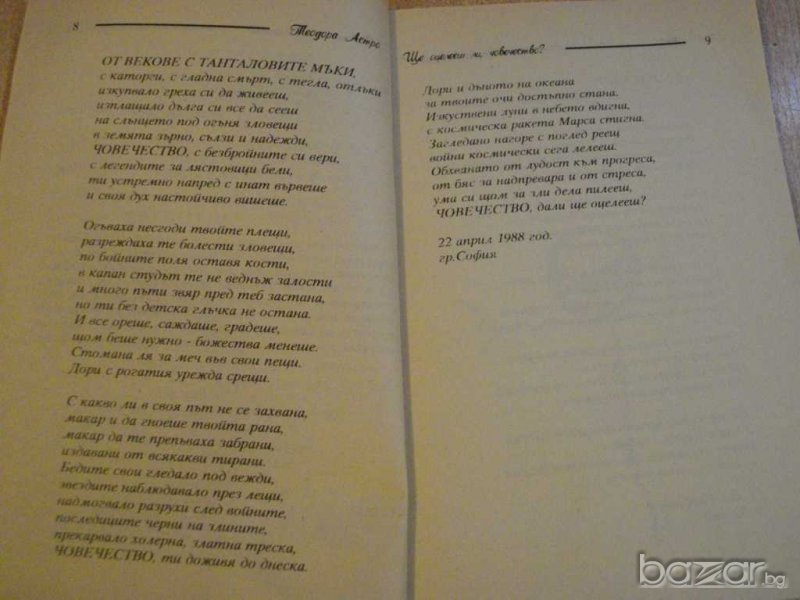 8
Теодора Астро
ОТ ВЕКОВЕ С ТАНТАЛОВИТЕ МЪКИ,
с каторги, с гладна смърт, с тегла, отлъки
изкупвало греха си да живееш,
изплащало дълга си все да сееш
на слънцето под огъня зловещи
в земята зърно, сълзи и надежди,
ЧОВЕЧЕСТВО, с безбройните си вери,
с легендите за лястовици бели,
ти устремно напред с инат вървеше
и своя дух настойчиво вишеше.
Огъваха несгоди твойте плещи,
разреждаха те болести зловещи,
по бойните поля оставя кости,
в капан студът те не веднъж залости
и много пъти звяр пред теб застана,
но ти без детска глъчка не остана.
И все ореше, саждаше, градеше,
щом беше нужно - божества менеше.
Стомана ля за меч във свои пещи.
Дори с рогатия урежда срещи.
С какво ли в своя път не се захвана,
макар и да гноеше твойта рана,
макар да те препъваха забрани,
издавани от всякакви тирани.
Бедите свои гледало под вежди,
звездите наблюдавало през лещи,
надмогвало разрухи след войните,
последиците черни на злините,
прекарвало холерна, златна треска,
ЧОВЕЧЕСТВО, ти доживя до днеска.
Ще оцелееш ли, човечество?
9
Дори и дъното на океана
за твоите очи достъпно стана.
Изкуствени луни в небето вдигна,
с космическа ракета Марса стигна.
Загледано нагоре с поглед реещ
войни космически сега лелееш.
Обхванато от лудост към прогреса,
от бяс за надпревара и от стреса,
ума си щом за зли дела пилееш,
ЧОВЕЧЕСТВО, дали ще оцелееш?
22 април 1988 год.
гр.София
bazar.bg